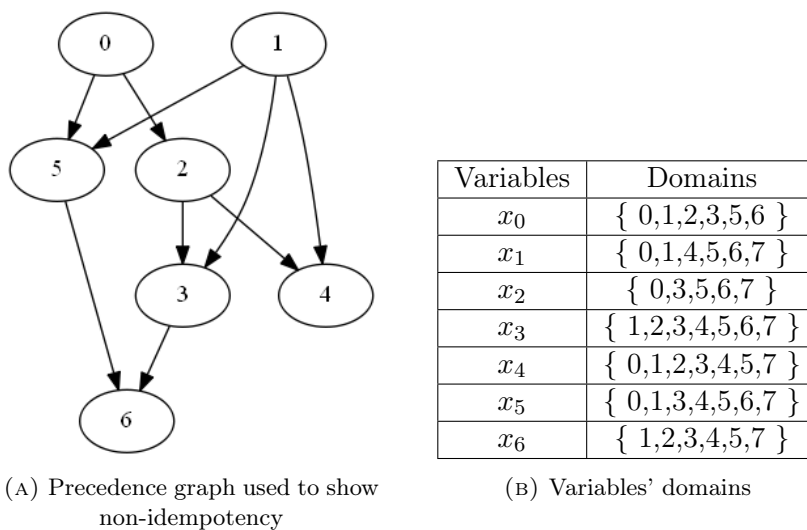 0
1
5
2
3
4
6
(A) Precedence graph used to show
non-idempotency
Variables Domains
x₀ { 0,1,2,3,5,6 }
x₁ { 0,1,4,5,6,7 }
x₂ { 0,3,5,6,7 }
x₃ { 1,2,3,4,5,6,7 }
x₄ { 0,1,2,3,4,5,7 }
x₅ { 0,1,3,4,5,6,7 }
x₆ { 1,2,3,4,5,7 }
(B) Variables' domains